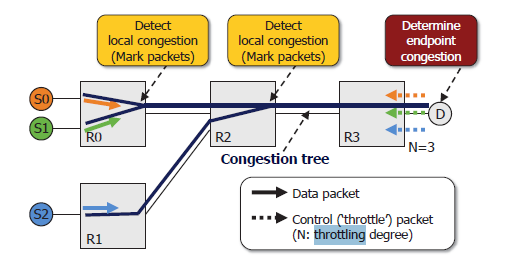 Detect
local congestion
(Mark packets)
Detect
local congestion
(Mark packets)
Determine
endpoint
congestion
S0
S1
R0
R2
R3
D
N=3
Congestion tree
S2
R1
Data packet
Control (‘throttle’) packet
(N: throttling degree)